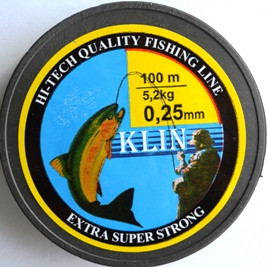 HI-TECH QUALITY FISHING LINE
100 m
5,2kg
0,25mm
KLIN
EXTRA SUPER STRONG